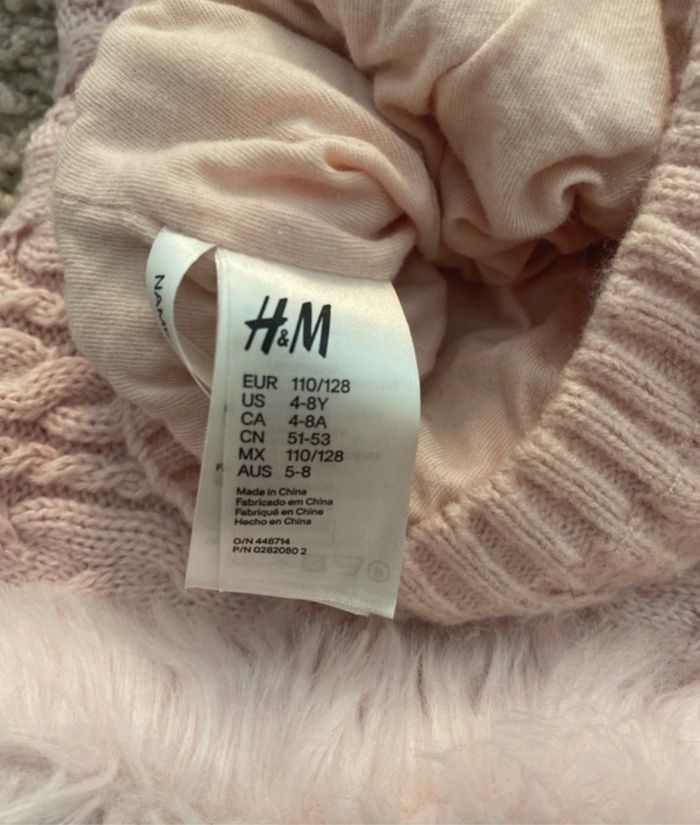 H&M
EUR 110/128
US 4-8Y
CA 4-8A
CN 51-53
MX 110/128
AUS 5-8
Made in China
Fabricado em China
Fabriqué en Chine
Hecho en China
O/N 448714
P/N 0282080 2